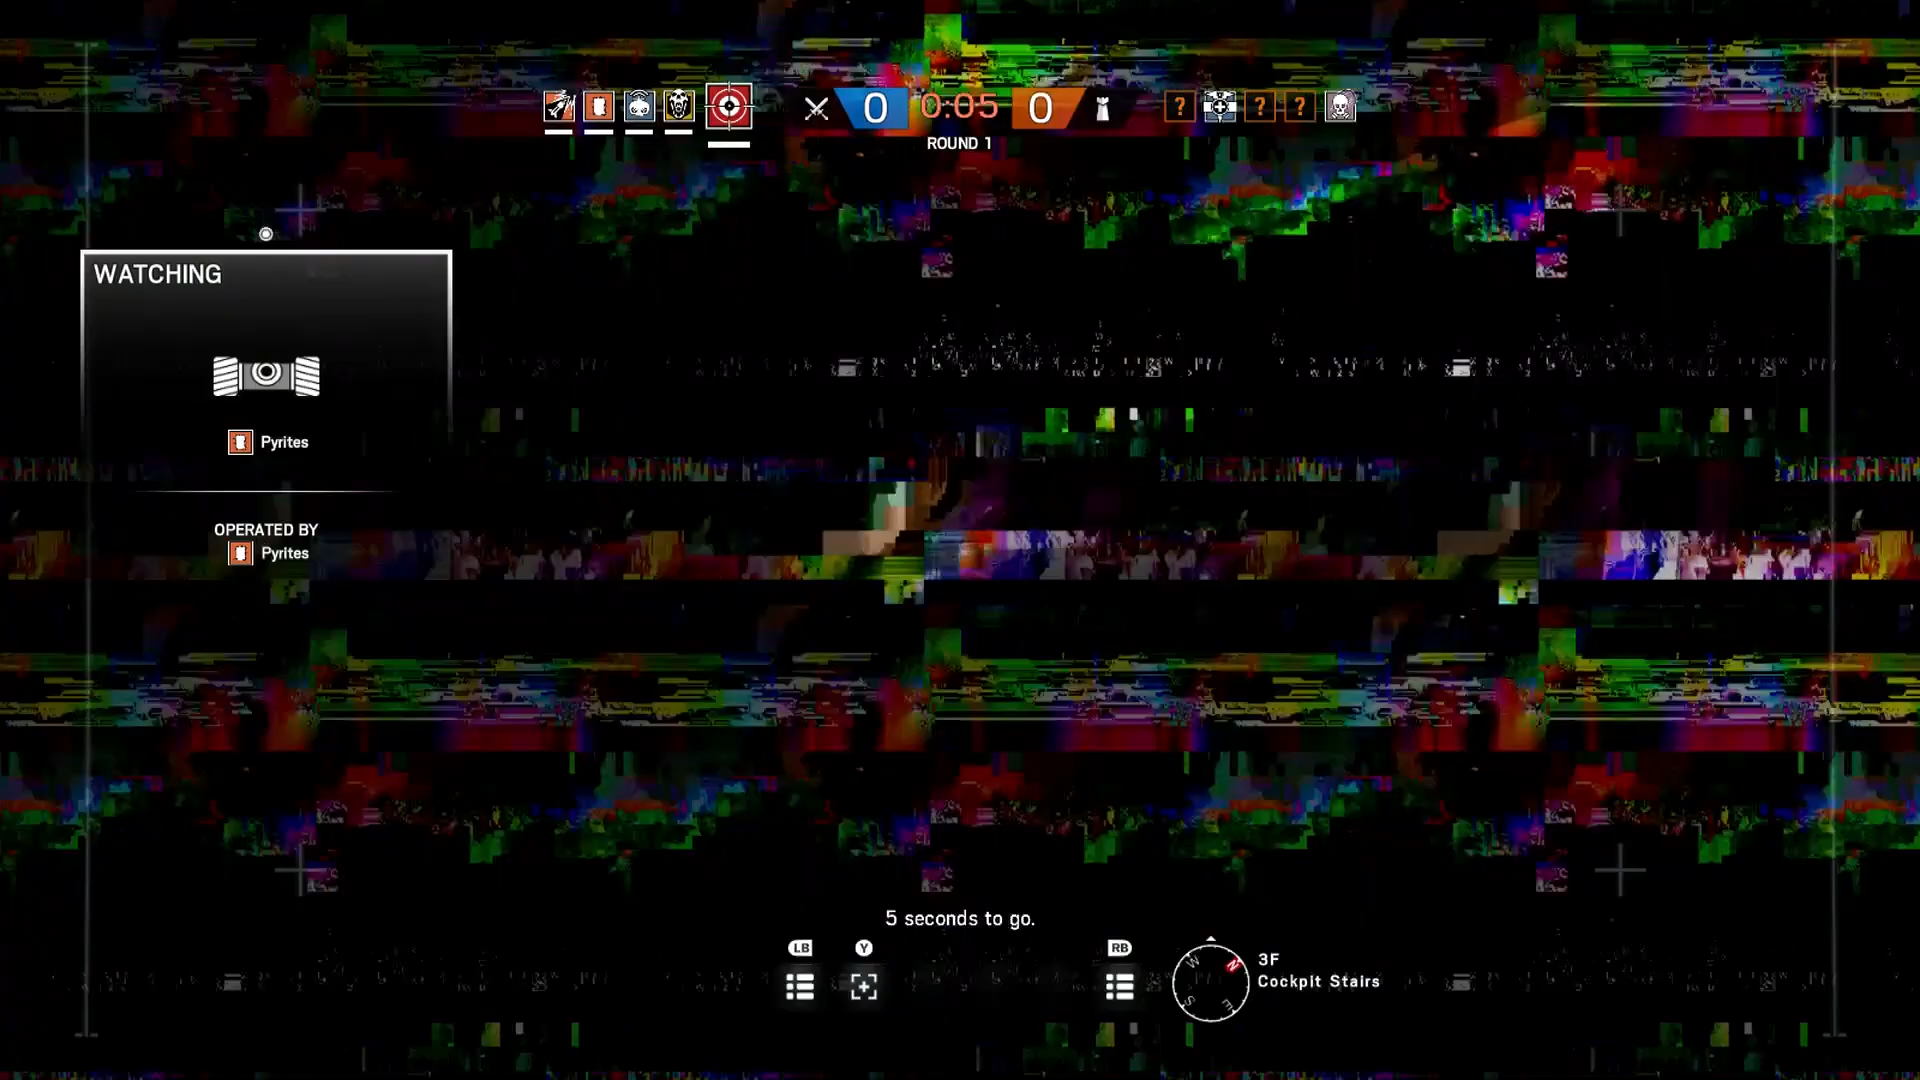 0 0:05 0
? ? ?
ROUND 1
WATCHING
Pyrites
OPERATED BY
Pyrites
5 seconds to go.
LB Y RB
W N
S E
3F
Cockpit Stairs